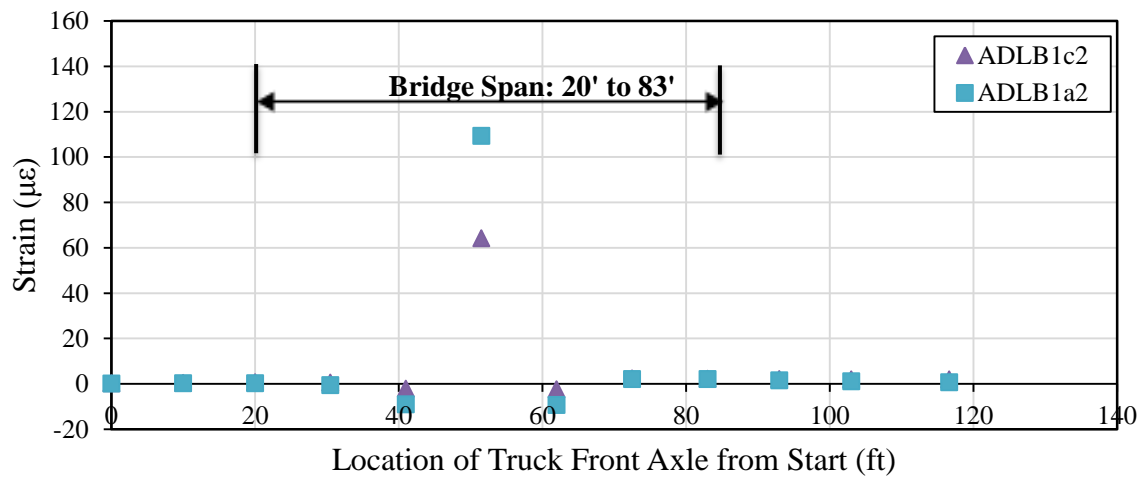 160
140
120
100
80
60
40
20
0
-20
0 20 40 60 80 100 120 140
Strain (με)
Location of Truck Front Axle from Start (ft)
Bridge Span: 20' to 83'
ADLB1c2
ADLB1a2